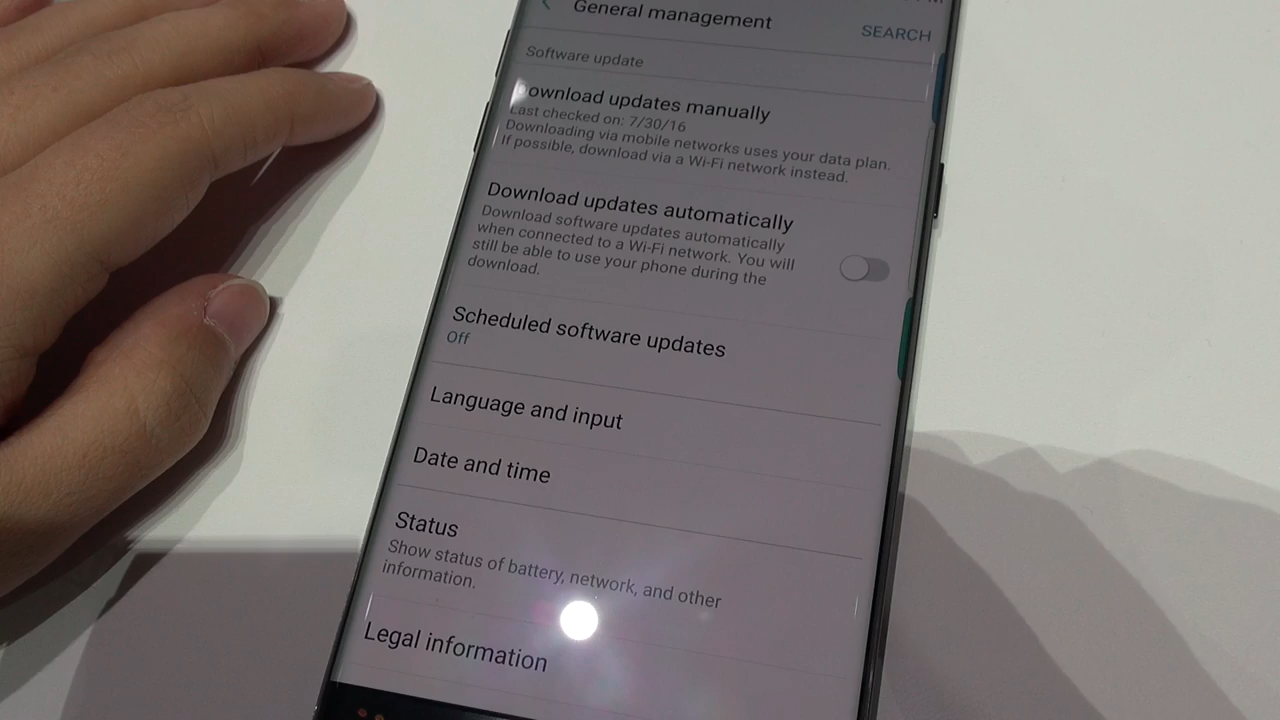 General management
SEARCH
Software update
Download updates manually
Last checked on: 7/30/16
Downloading via mobile networks uses your data plan.
If possible, download via a Wi-Fi network instead.
Download updates automatically
Download software updates automatically
when connected to a Wi-Fi network. You will
still be able to use your phone during the
download.
Scheduled software updates
Off
Language and input
Date and time
Status
Show status of battery, network, and other
information.
Legal information